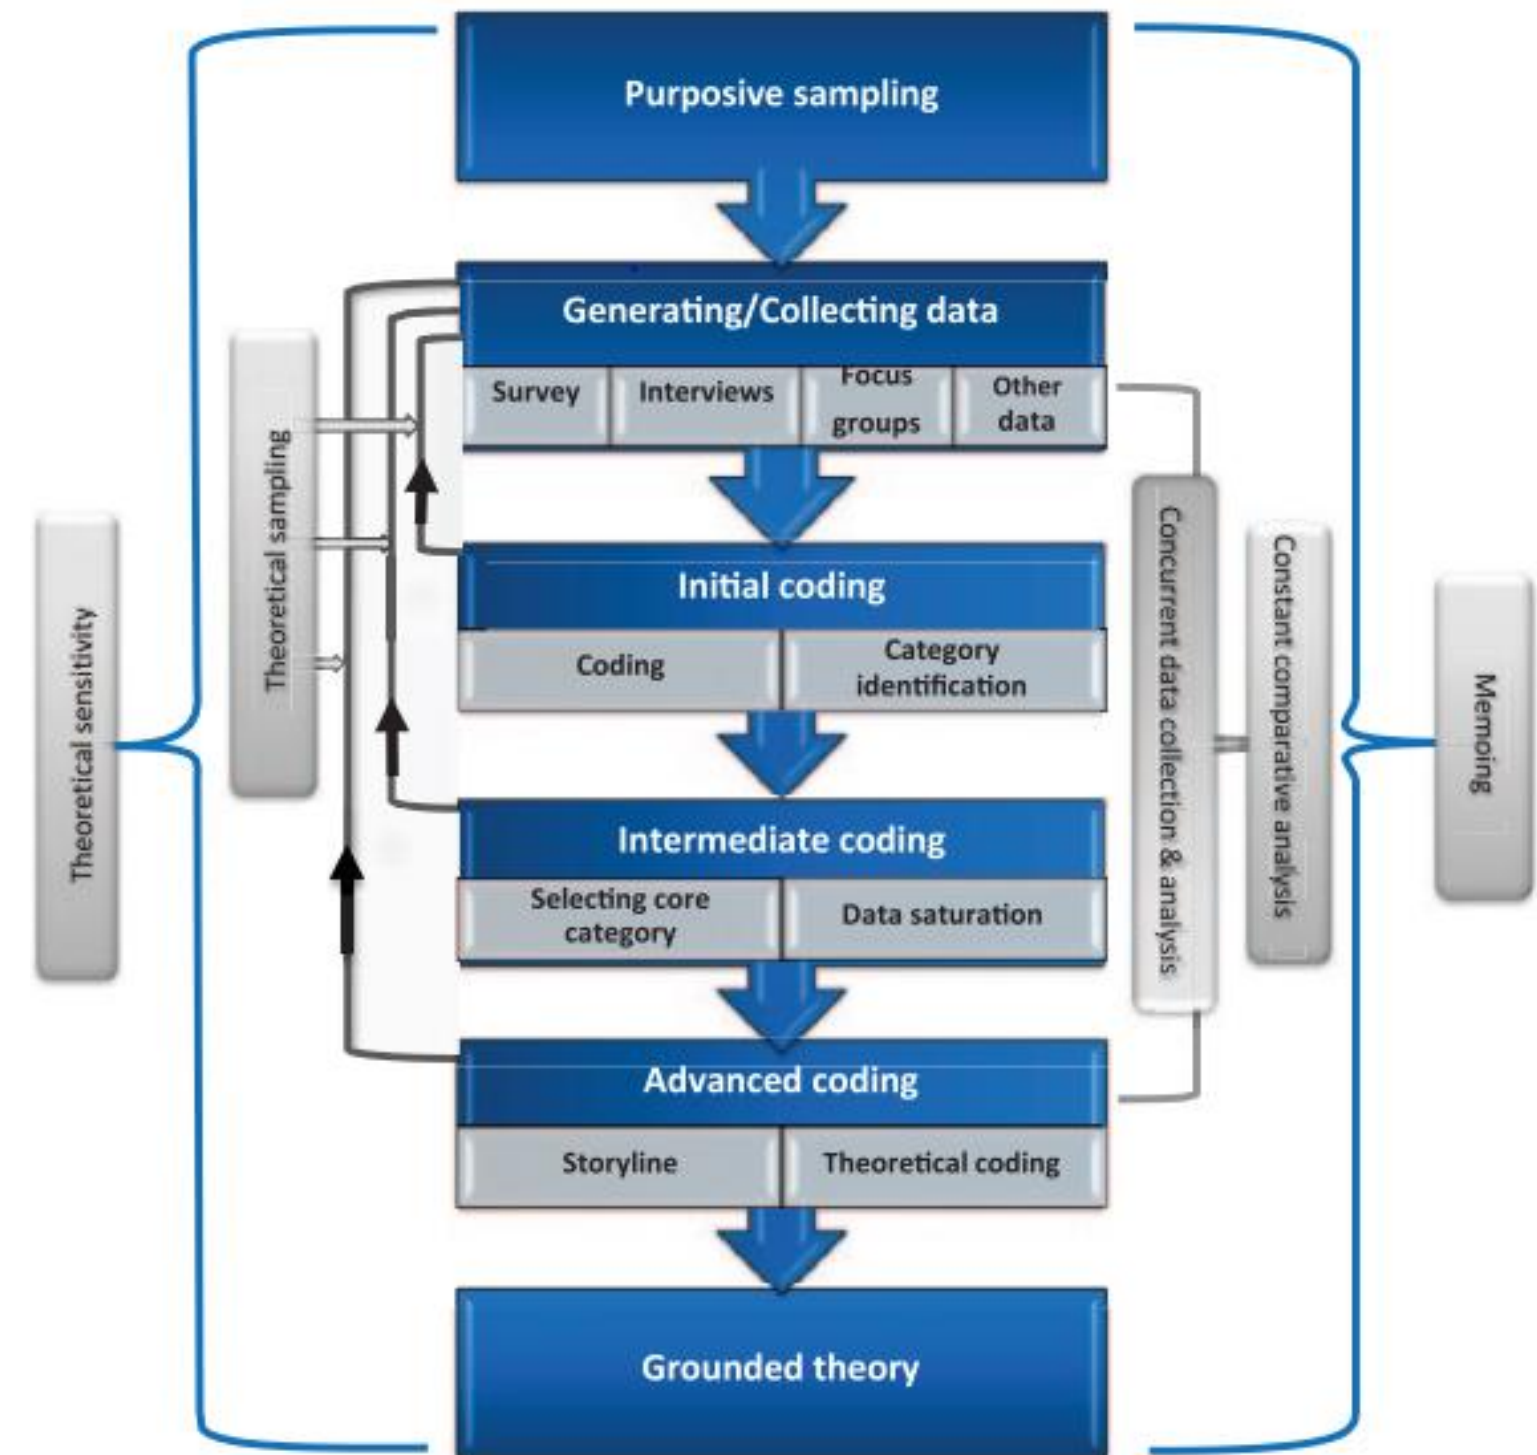 Purposive sampling
Generating/Collecting data
Survey
Interviews
Focus
groups
Other
data
Initial coding
Coding
Category
identification
Intermediate coding
Selecting core
category
Data saturation
Advanced coding
Storyline
Theoretical coding
Grounded theory
Theoretical sensitivity
Theoretical sampling
Concurrent data collection & analysis
Constant comparative analysis
Memoing